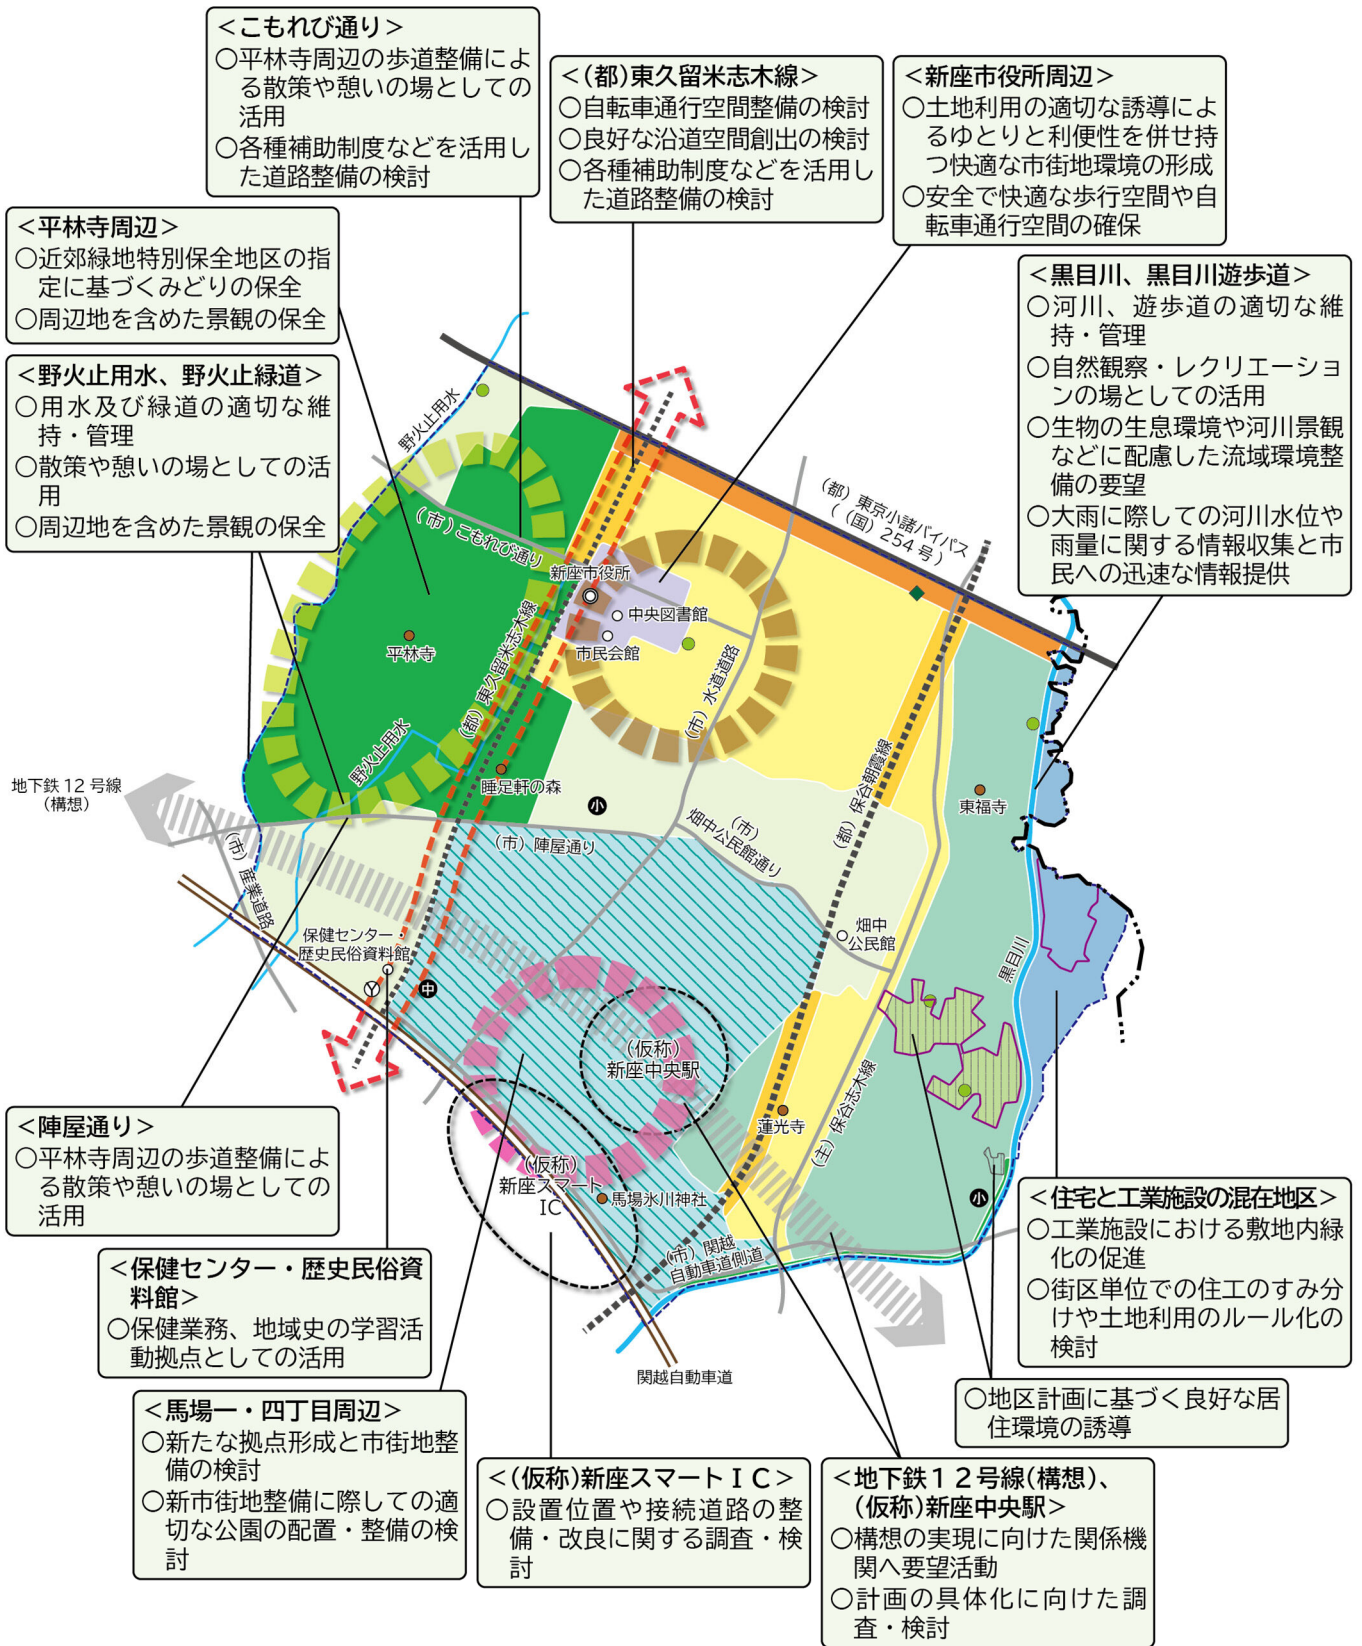 ＜こもれび通り＞
○平林寺周辺の歩道整備によ
る散策や憩いの場としての
活用
○各種補助制度などを活用し
た道路整備の検討
＜(都)東久留米志木線＞
○自転車通行空間整備の検討
○良好な沿道空間創出の検討
○各種補助制度などを活用し
た道路整備の検討
＜新座市役所周辺＞
○土地利用の適切な誘導によ
るゆとりと利便性を併せ持
つ快適な市街地環境の形成
○安全で快適な歩行空間や自
転車通行空間の確保
＜平林寺周辺＞
○近郊緑地特別保全地区の指
定に基づくみどりの保全
○周辺地を含めた景観の保全
＜黒目川、黒目川遊歩道＞
○河川、遊歩道の適切な維
持・管理
○自然観察・レクリエーショ
ンの場としての活用
○生物の生息環境や河川景観
などに配慮した流域環境整
備の要望
○大雨に際しての河川水位や
雨量に関する情報収集と市
民への迅速な情報提供
＜野火止用水、野火止緑道＞
○用水及び緑道の適切な維
持・管理
○散策や憩いの場としての活
用
○周辺地を含めた景観の保全
野火止用水
（都）東京小諸バイパス
（（国）254号）
（市）こもれび通り
新座市役所
中央図書館
市民会館
平林寺
（都）東久留米志木線
（市）水道道路
野火止用水
睡足軒の森
小
（都）保谷朝霞線
東福寺
地下鉄12号線
（構想）
（市）産業道路
（市）陣屋通り
（市）
畑中公民館通り
畑中
公民館
黒目川
保健センター・
歴史民俗資料館
Y
中
（仮称）
新座中央駅
蓮光寺
（主）保谷志木線
（仮称）
新座スマート
IC
馬場氷川神社
小
（市）関越
自動車道側道
関越自動車道
＜陣屋通り＞
○平林寺周辺の歩道整備によ
る散策や憩いの場としての
活用
＜住宅と工業施設の混在地区＞
○工業施設における敷地内緑
化の促進
○街区単位での住工のすみ分
けや土地利用のルール化の
検討
＜保健センター・歴史民俗資
料館＞
○保健業務、地域史の学習活
動拠点としての活用
○地区計画に基づく良好な居
住環境の誘導
＜馬場一・四丁目周辺＞
○新たな拠点形成と市街地整
備の検討
○新市街地整備に際しての適
切な公園の配置・整備の検
討
＜(仮称)新座スマートＩＣ＞
○設置位置や接続道路の整
備・改良に関する調査・検
討
＜地下鉄１２号線(構想)、
(仮称)新座中央駅＞
○構想の実現に向けた関係機
関へ要望活動
○計画の具体化に向けた調
査・検討